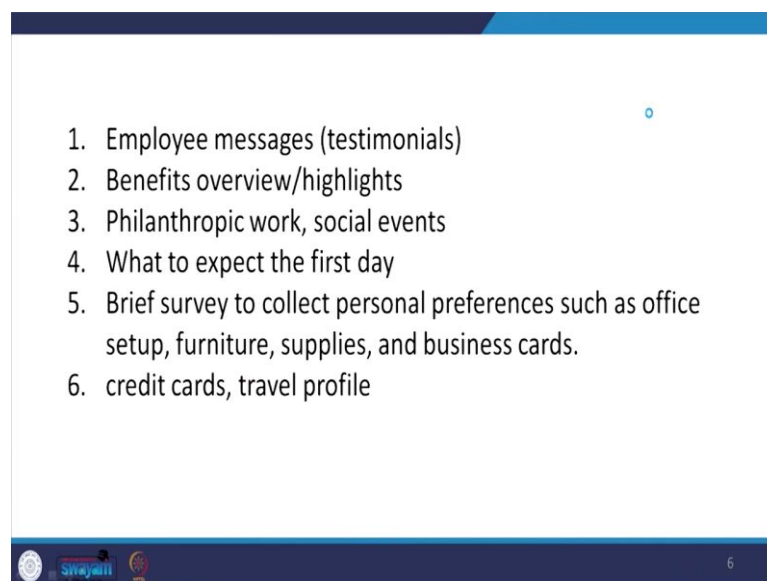 1. Employee messages (testimonials)
2. Benefits overview/highlights
3. Philanthropic work, social events
4. What to expect the first day
5. Brief survey to collect personal preferences such as office
setup, furniture, supplies, and business cards.
6. credit cards, travel profile
swayam
6